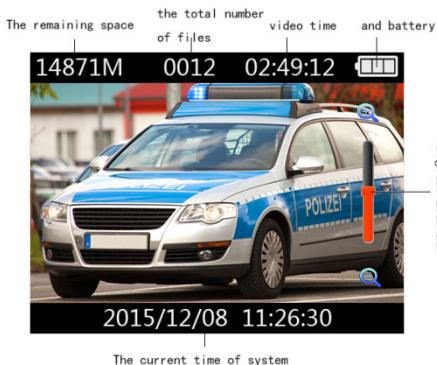 the total number
The remaining space
video time
and battery
of files
14871M 0012 02:49:12
POLIZEI
2015/12/08 11:26:30
The current time of system